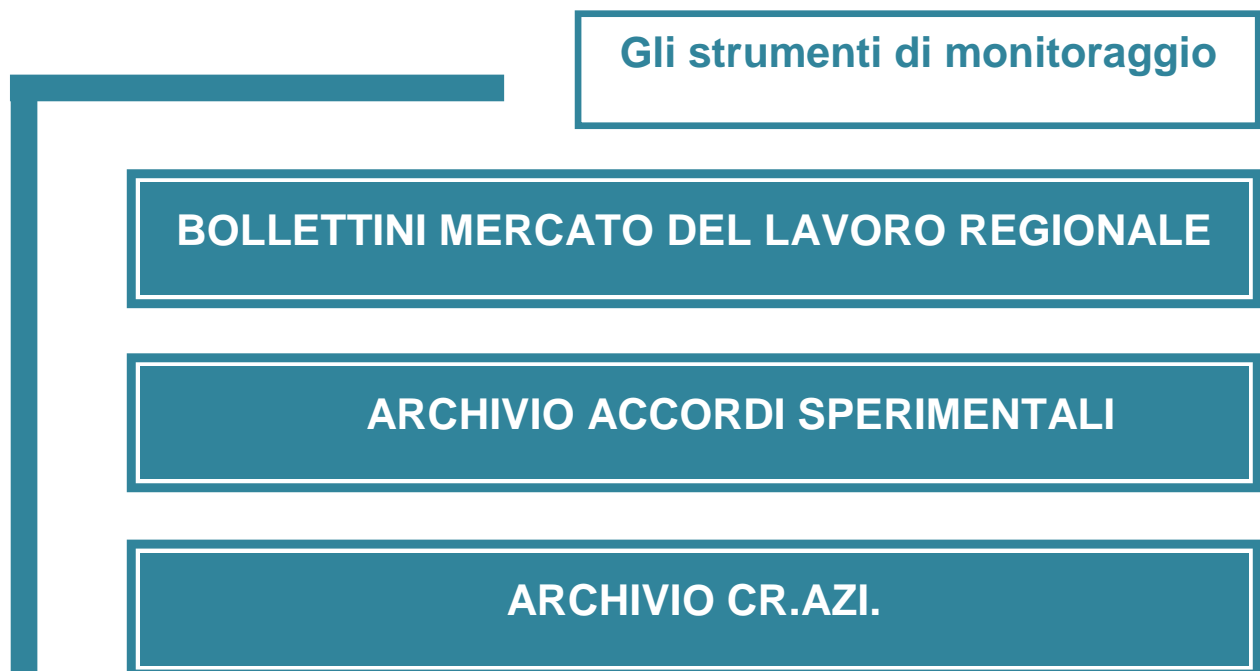 Gli strumenti di monitoraggio
BOLLETTINI MERCATO DEL LAVORO REGIONALE
ARCHIVIO ACCORDI SPERIMENTALI
ARCHIVIO CR.AZI.